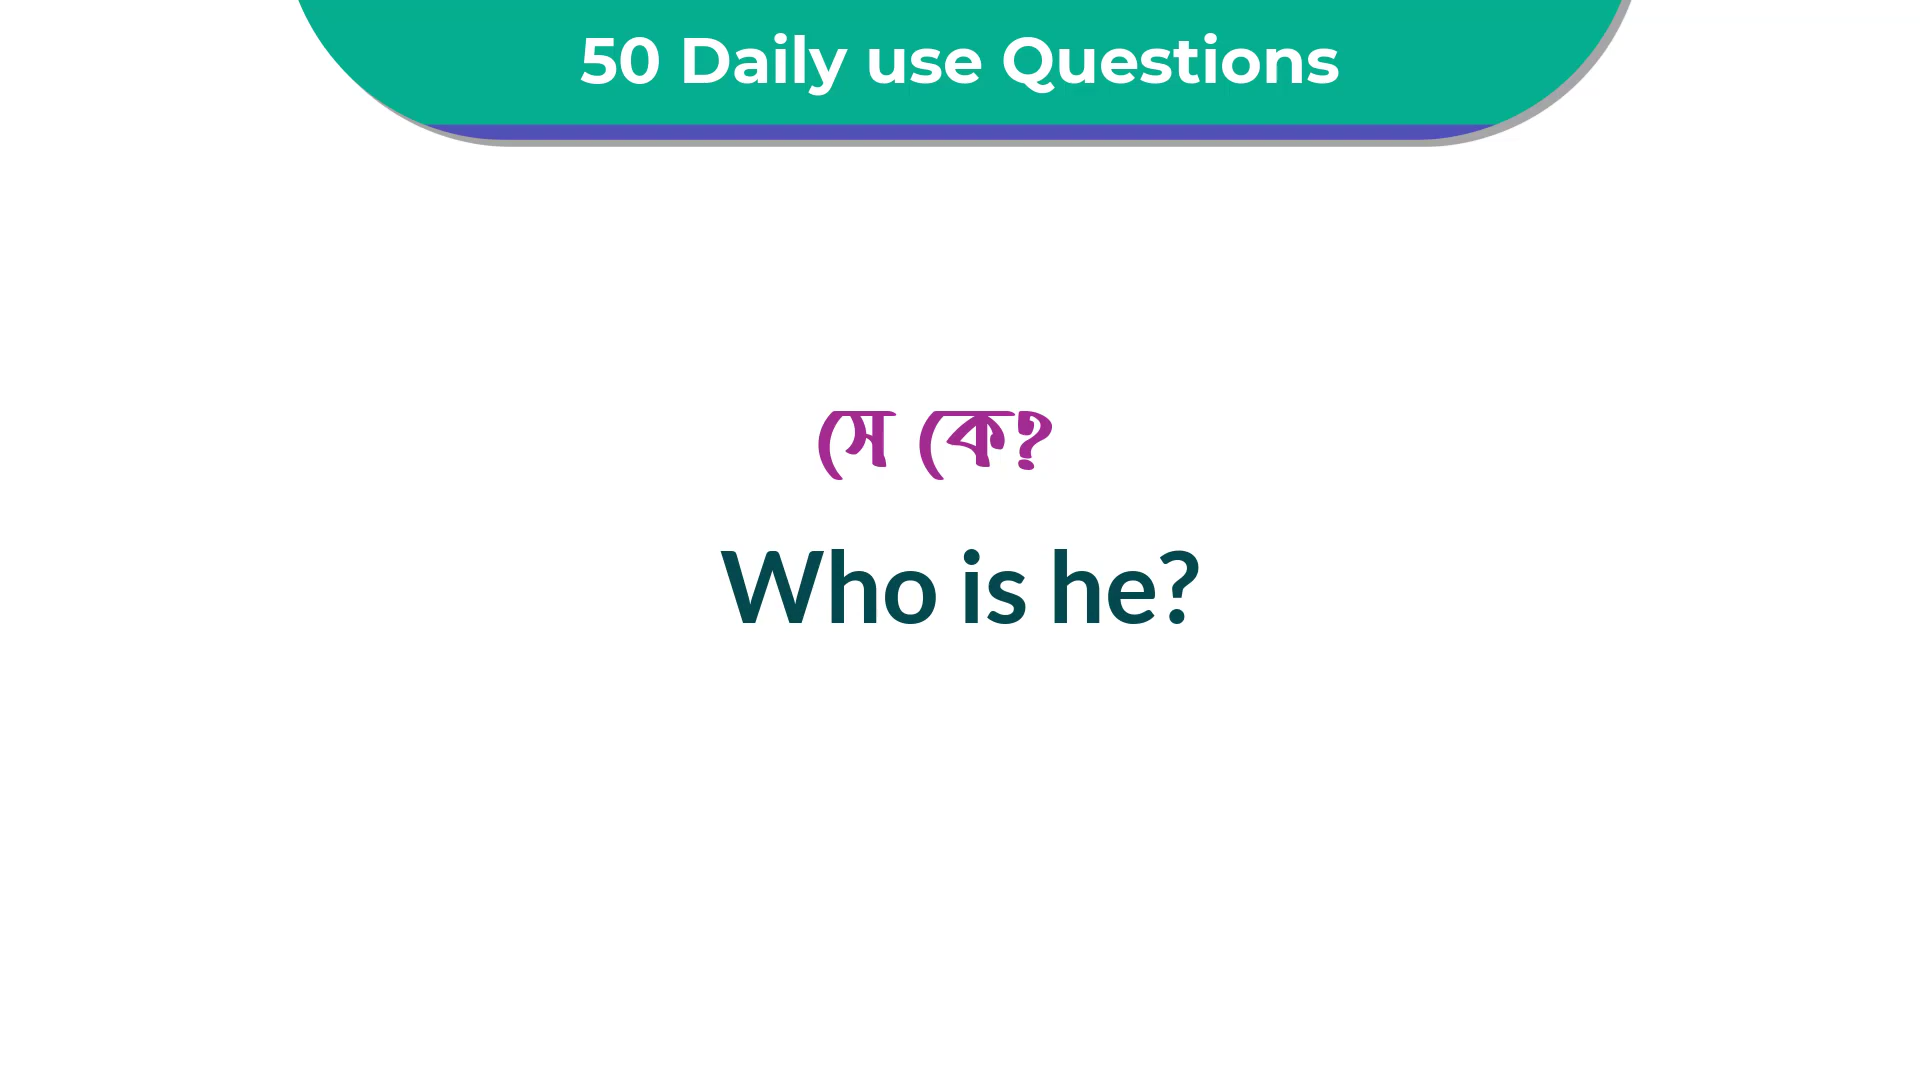 50 Daily use Questions
সে কে?
Who is he?